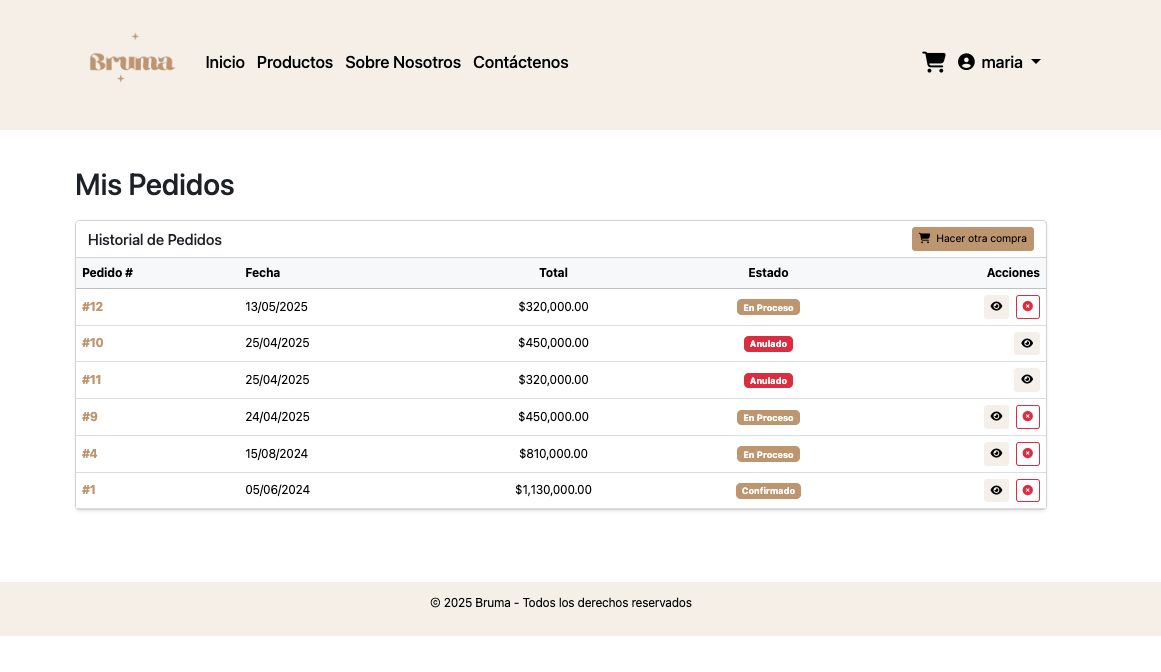 Bruma
Inicio Productos Sobre Nosotros Contáctenos
maria
Mis Pedidos
Historial de Pedidos
Hacer otra compra
Pedido # Fecha Total Estado Acciones
#12 13/05/2025 $320,000.00 En Proceso
#10 25/04/2025 $450,000.00 Anulado
#11 25/04/2025 $320,000.00 Anulado
#9 24/04/2025 $450,000.00 En Proceso
#4 15/08/2024 $810,000.00 En Proceso
#1 05/06/2024 $1,130,000.00 Confirmado
© 2025 Bruma - Todos los derechos reservados